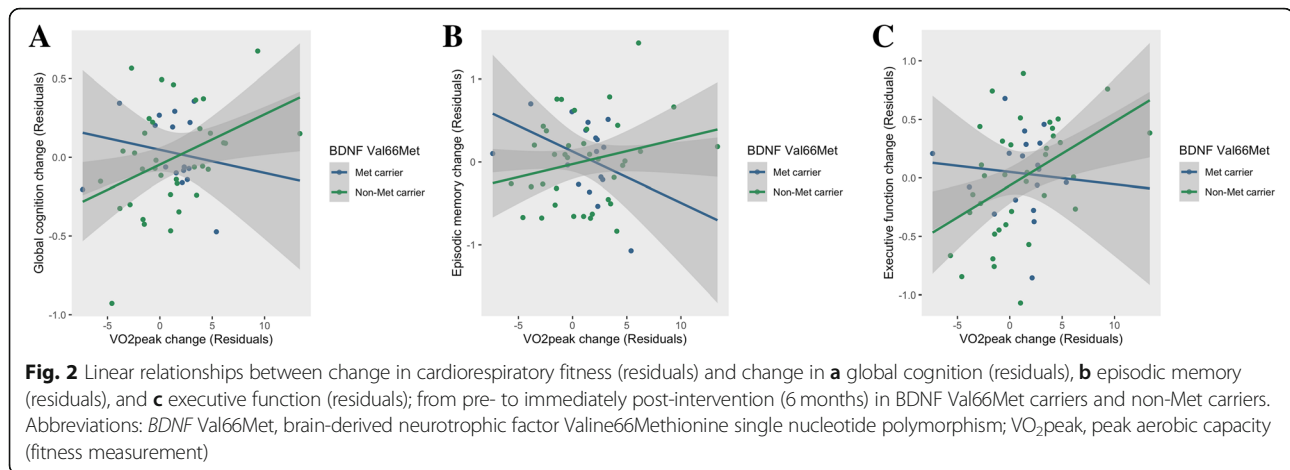 A
B
C
Global cognition change (Residuals)
0.5
0.0
-0.5
-1.0
-5
0
5
10
VO2peak change (Residuals)
BDNF Val66Met
Met carrier
Non-Met carrier
Episodic memory change (Residuals)
1
0
-1
-5
0
5
10
VO2peak change (Residuals)
BDNF Val66Met
Met carrier
Non-Met carrier
Executive function change (Residuals)
1.0
0.5
0.0
-0.5
-1.0
-5
0
5
10
VO2peak change (Residuals)
BDNF Val66Met
Met carrier
Non-Met carrier
Fig. 2 Linear relationships between change in cardiorespiratory fitness (residuals) and change in a global cognition (residuals), b episodic memory
(residuals), and c executive function (residuals); from pre- to immediately post-intervention (6 months) in BDNF Val66Met carriers and non-Met carriers.
Abbreviations: BDNF Val66Met, brain-derived neurotrophic factor Valine66Methionine single nucleotide polymorphism; VO₂peak, peak aerobic capacity
(fitness measurement)